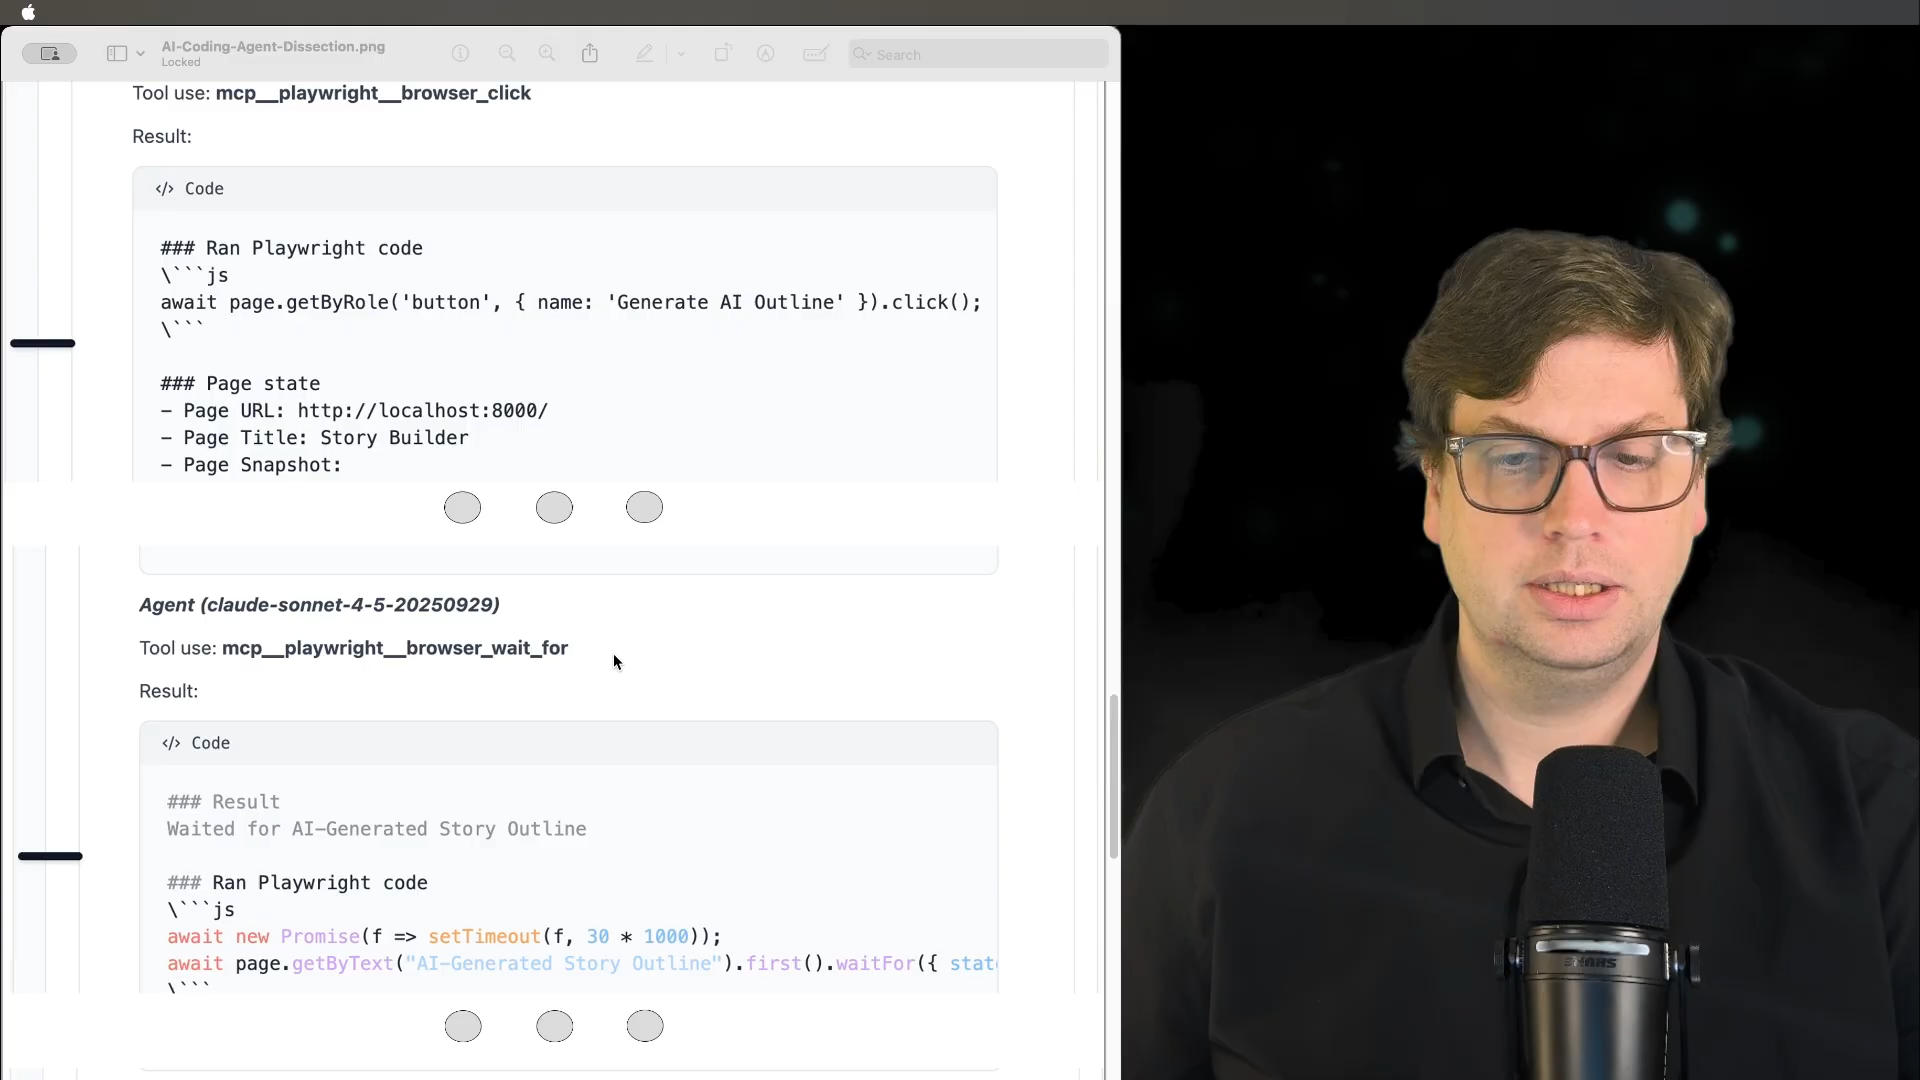 AI-Coding-Agent-Dissection.png
Locked
Search
Tool use: mcp__playwright__browser_click
Result:
</> Code
### Ran Playwright code
\```js
await page.getByRole('button', { name: 'Generate AI Outline' }).click();
\```
### Page state
- Page URL: http://localhost:8000/
- Page Title: Story Builder
- Page Snapshot:
Agent (claude-sonnet-4-5-20250929)
Tool use: mcp__playwright__browser_wait_for
Result:
</> Code
### Result
Waited for AI-Generated Story Outline
### Ran Playwright code
\```js
await new Promise(f => setTimeout(f, 30 * 1000));
await page.getByText("AI-Generated Story Outline").first().waitFor({ stat
\```
SHURE